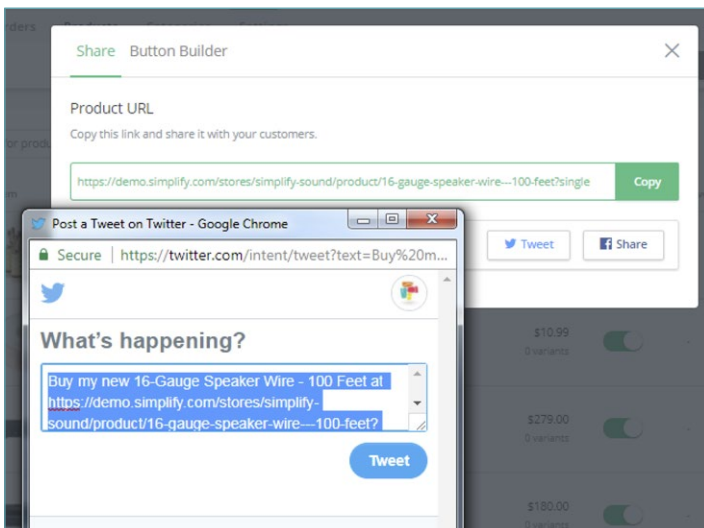 Orders Products Categories Settings
Share Button Builder
Product URL
Copy this link and share it with your customers.
https://demo.simplify.com/stores/simplify-sound/product/16-gauge-speaker-wire---100-feet?single Copy
Tweet Share
Post a Tweet on Twitter - Google Chrome
Secure https://twitter.com/intent/tweet?text=Buy%20m...
What's happening?
Buy my new 16-Gauge Speaker Wire - 100 Feet at
https://demo.simplify.com/stores/simplify-
sound/product/16-gauge-speaker-wire---100-feet?
Tweet
$10.99
0 variants
$279.00
0 variants
$180.00
0 variants